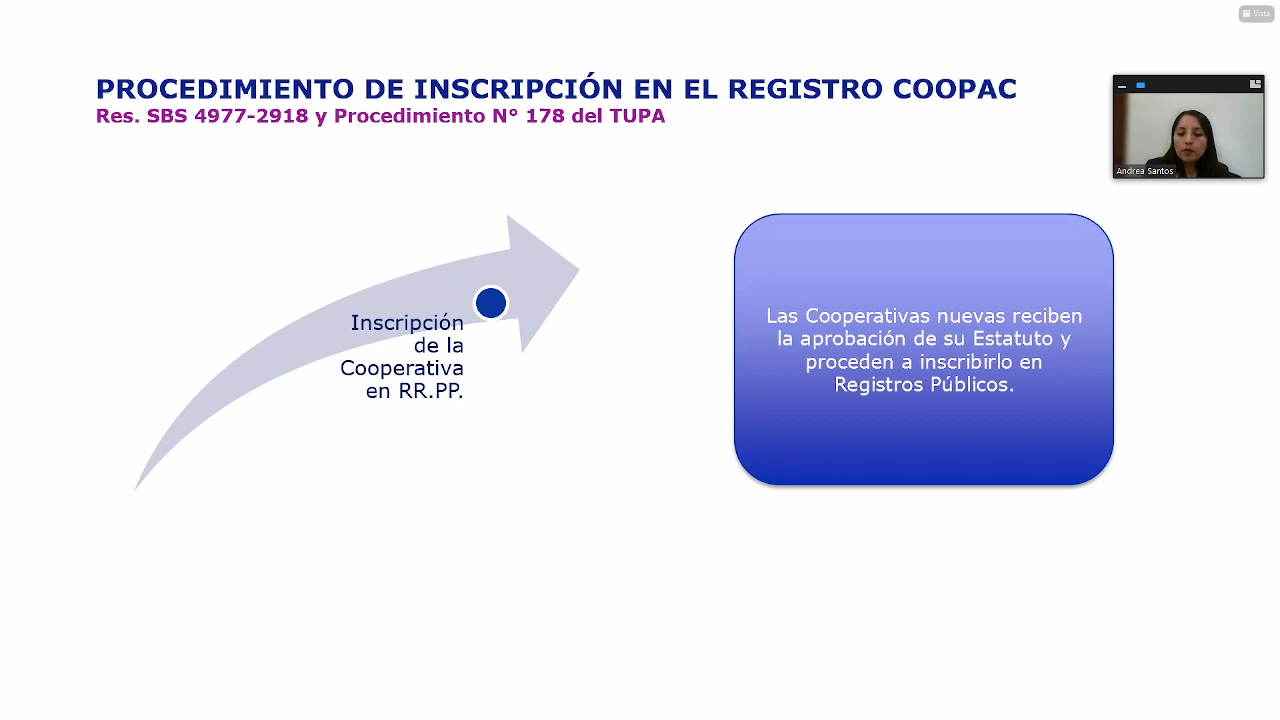 Vista
PROCEDIMIENTO DE INSCRIPCIÓN EN EL REGISTRO COOPAC
Res. SBS 4977-2918 y Procedimiento N° 178 del TUPA
Andrea Santos
Inscripción
de la
Cooperativa
en RR.PP.
Las Cooperativas nuevas reciben
la aprobación de su Estatuto y
proceden a inscribirlo en
Registros Públicos.